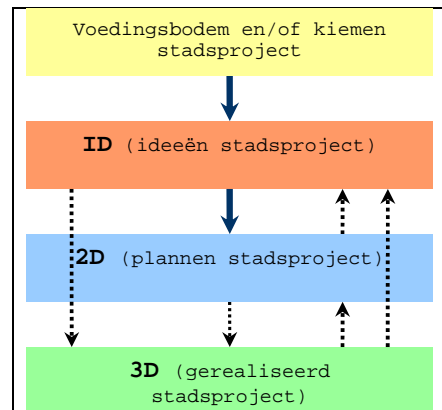 Voedingsbodem en/of kiemen
stadsproject
ID (ideeën stadsproject)
2D (plannen stadsproject)
3D (gerealiseerd
stadsproject)